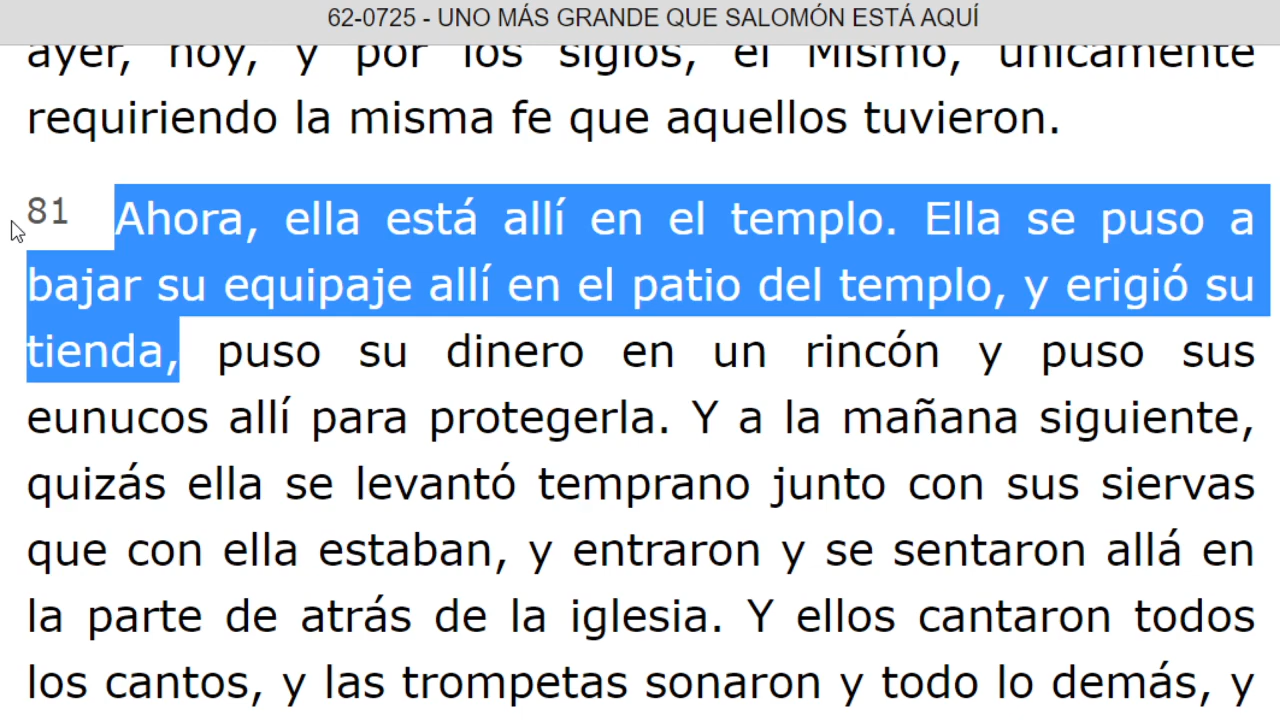 62-0725 - UNO MÁS GRANDE QUE SALOMÓN ESTÁ AQUÍ
ayer, hoy, y por los siglos, el Mismo, únicamente
requiriendo la misma fe que aquellos tuvieron.
81 Ahora, ella está allí en el templo. Ella se puso a
bajar su equipaje allí en el patio del templo, y erigió su
tienda, puso su dinero en un rincón y puso sus
eunucos allí para protegerla. Y a la mañana siguiente,
quizás ella se levantó temprano junto con sus siervas
que con ella estaban, y entraron y se sentaron allá en
la parte de atrás de la iglesia. Y ellos cantaron todos
los cantos, y las trompetas sonaron y todo lo demás, y